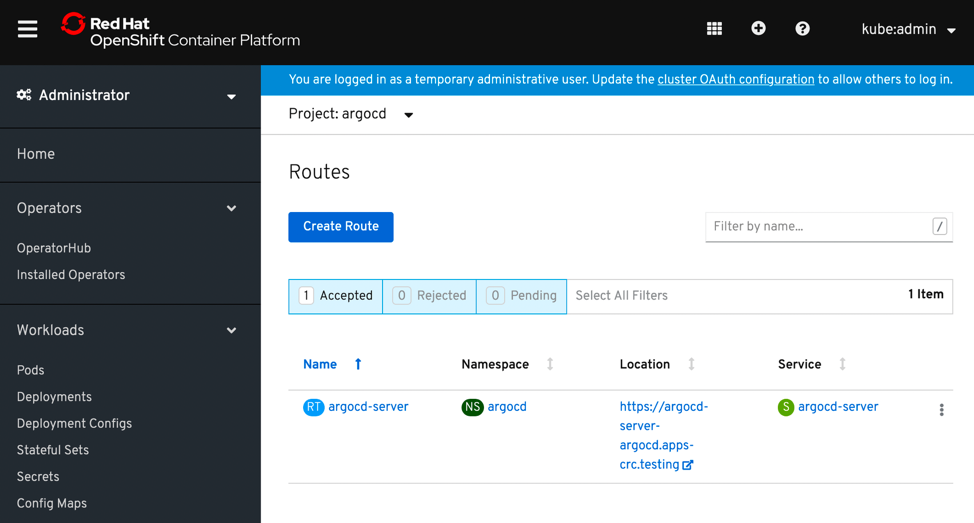 Red Hat
OpenShift Container Platform
kube:admin
Administrator
Home
Operators
OperatorHub
Installed Operators
Workloads
Pods
Deployments
Deployment Configs
Stateful Sets
Secrets
Config Maps
You are logged in as a temporary administrative user. Update the cluster OAuth configuration to allow others to log in.
Project: argocd
Routes
Create Route
Filter by name...
/
1 Accepted 0 Rejected 0 Pending Select All Filters 1 Item
Name Namespace Location Service
RT argocd-server NS argocd https://argocd- S argocd-server
server-
argocd.apps-
crc.testing